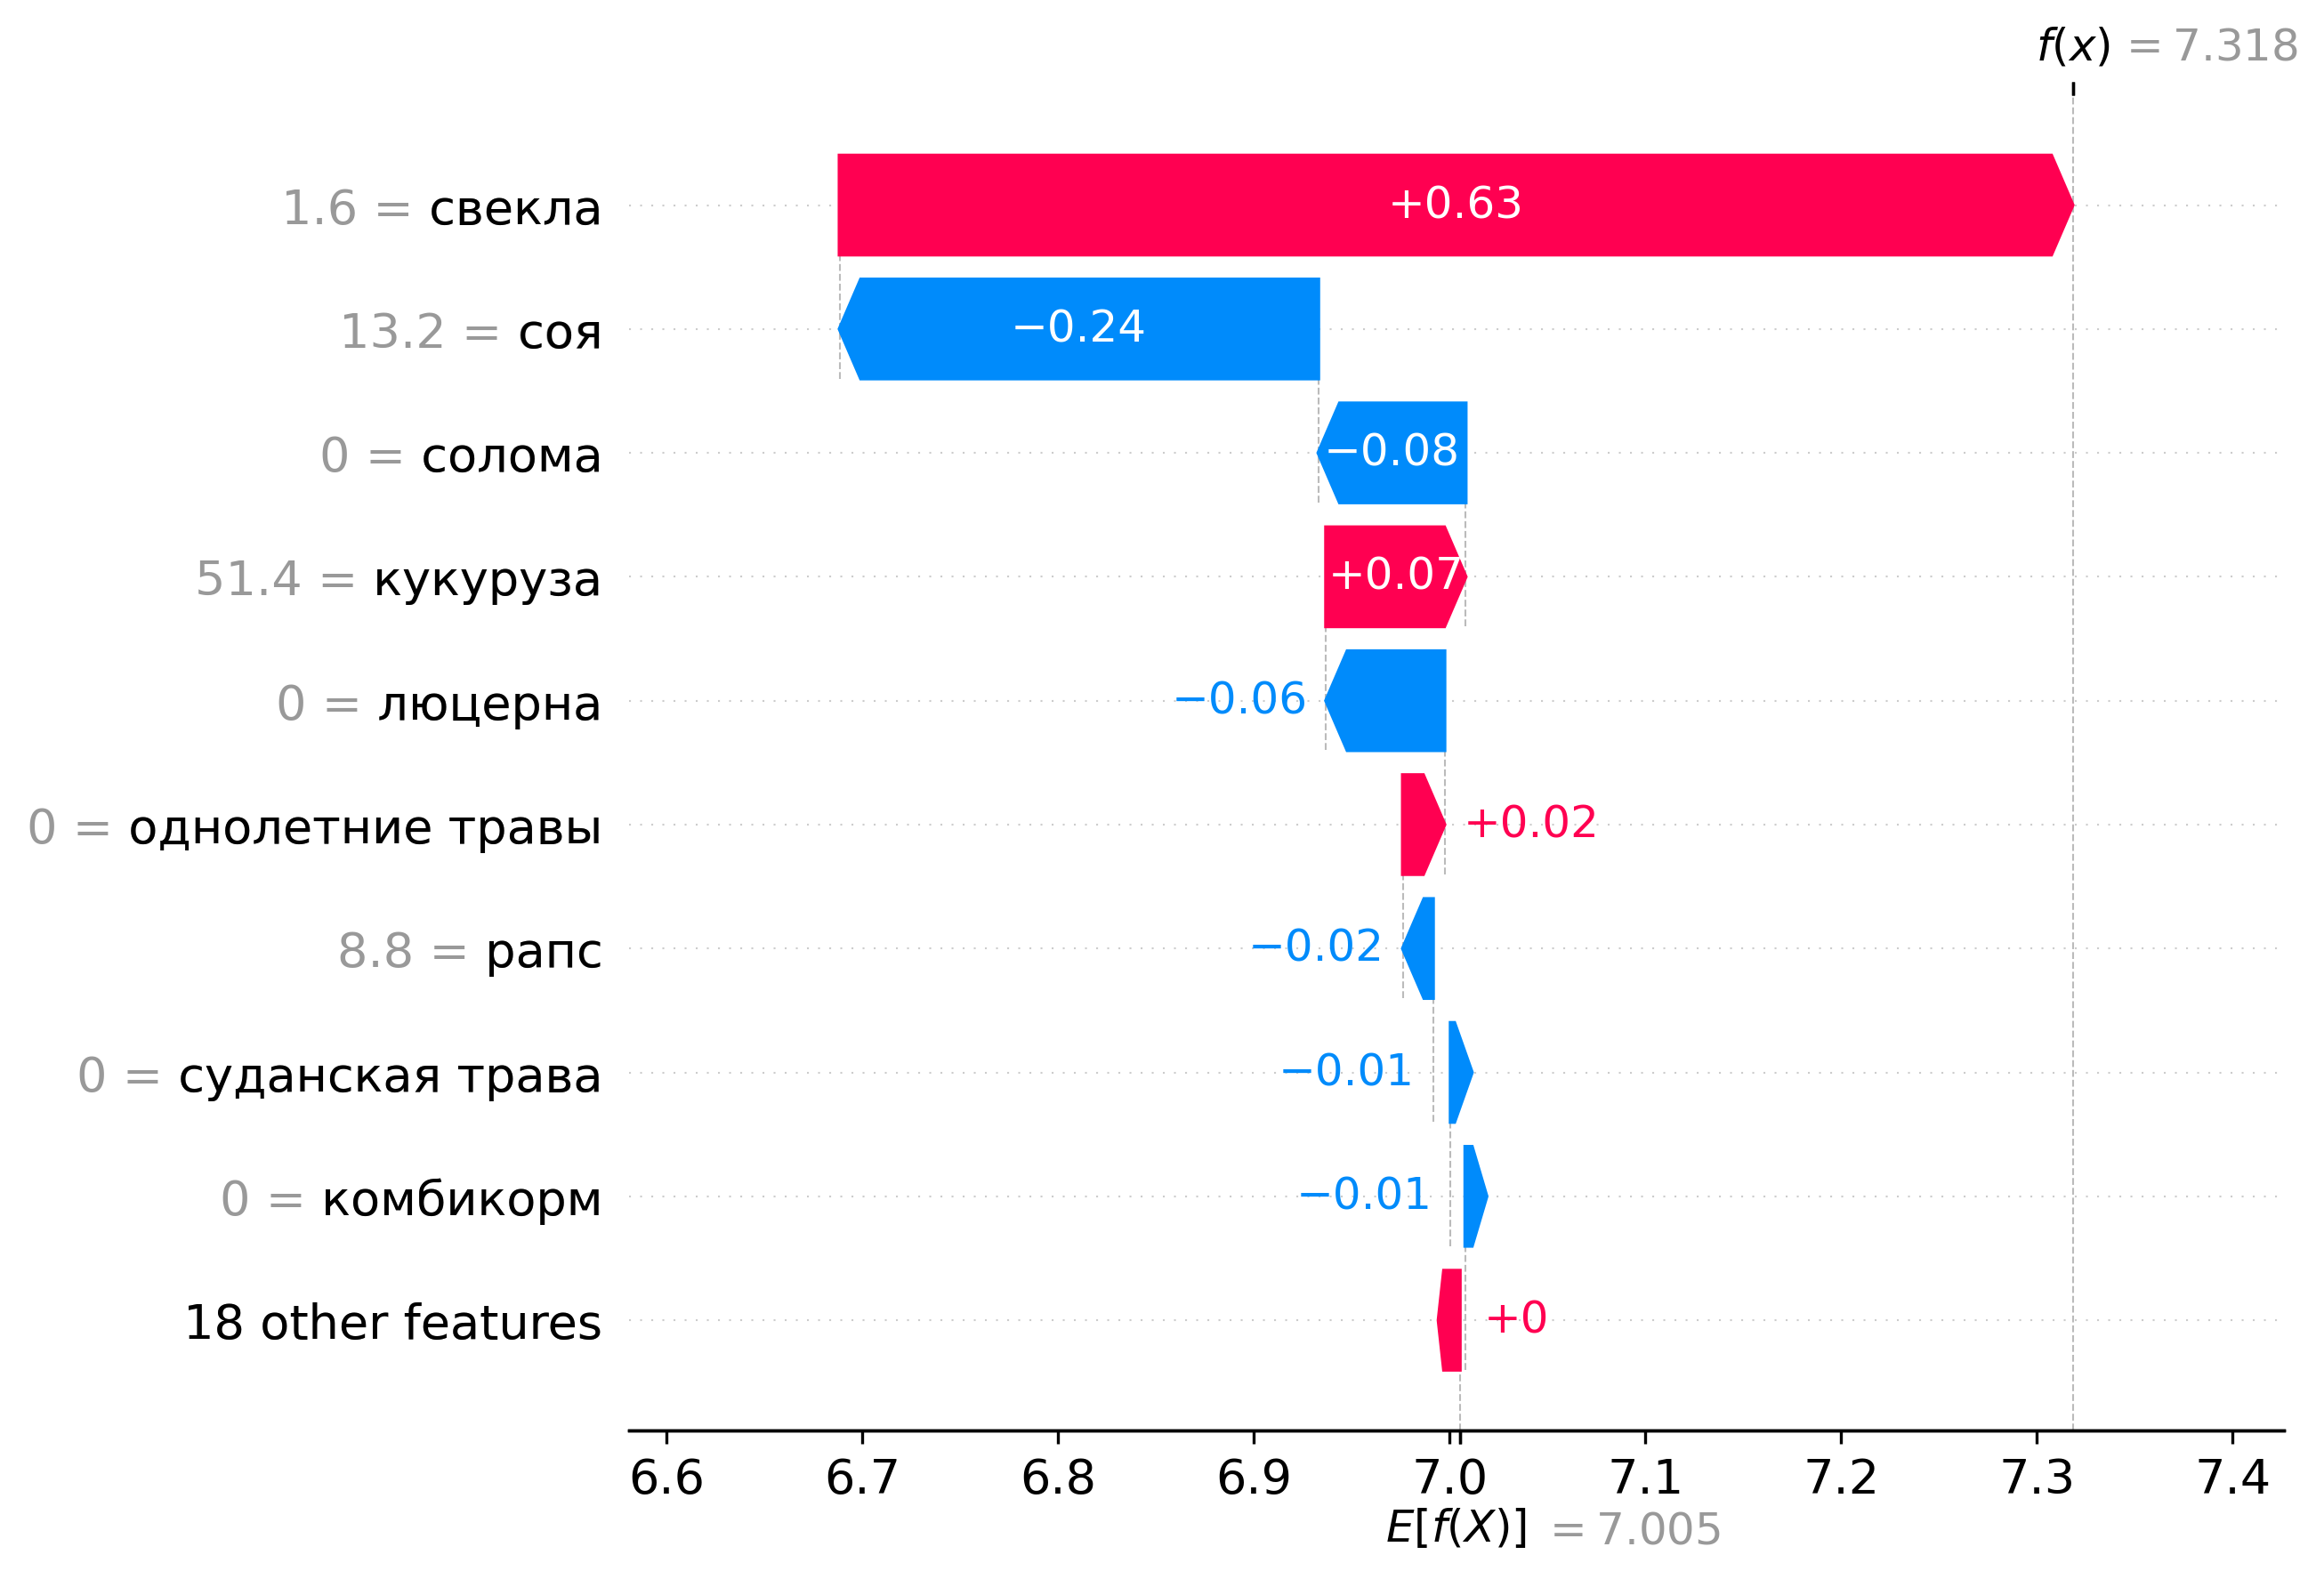 f(x) = 7.318
1.6 = свекла
+0.63
13.2 = соя
−0.24
0 = солома
−0.08
51.4 = кукуруза
+0.07
0 = люцерна
−0.06
0 = однолетние травы
+0.02
8.8 = рапс
−0.02
0 = суданская трава
−0.01
0 = комбикорм
−0.01
18 other features
+0
6.6 6.7 6.8 6.9 7.0 7.1 7.2 7.3 7.4
E[f(X)] = 7.005